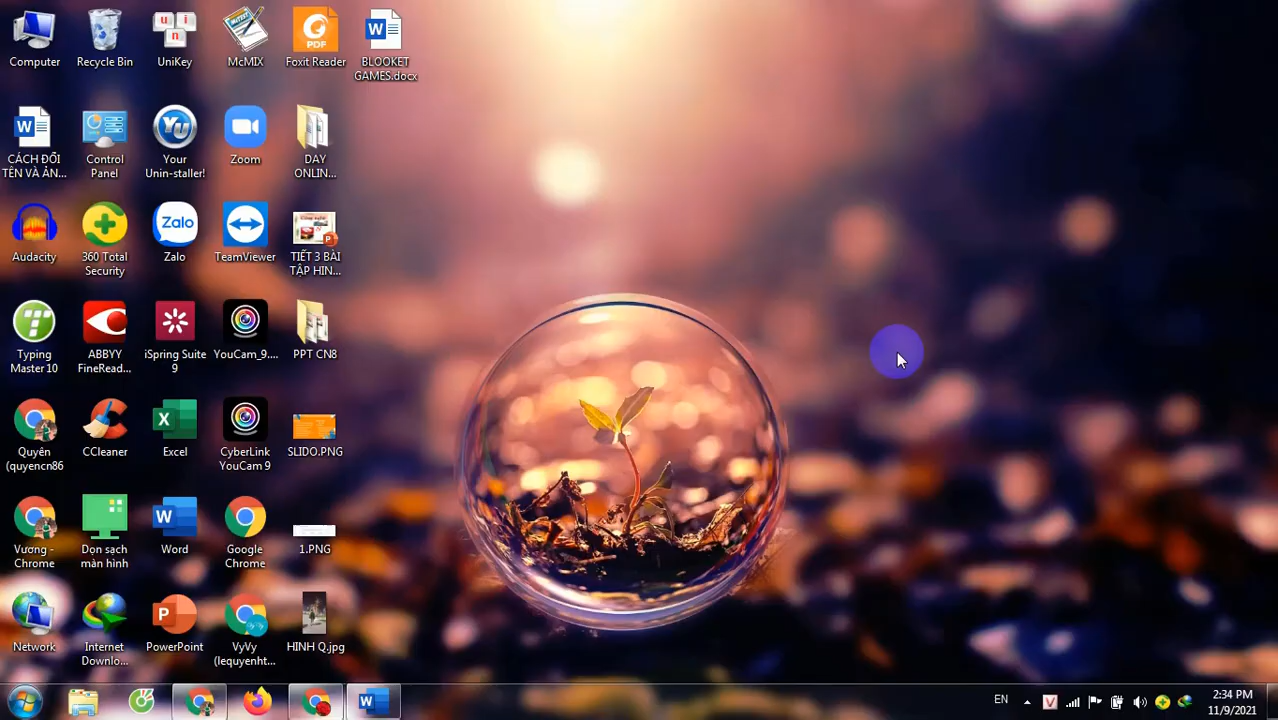 Computer
Recycle Bin
UniKey
McMIX
Foxit Reader
BLOOKET
GAMES.docx
CÁCH ĐỔI
TÊN VÀ ẢN...
Control
Panel
Your
Unin-staller!
Zoom
DAY
ONLIN...
Audacity
360 Total
Security
Zalo
TeamViewer
TIẾT 3 BÀI
TẬP HIN...
Typing
Master 10
ABBYY
FineRead...
iSpring Suite
9
YouCam_9....
PPT CN8
Quyên
(quyencn86
CCleaner
Excel
CyberLink
YouCam 9
SLIDO.PNG
Vương -
Chrome
Dọn sạch
màn hình
Word
Google
Chrome
1.PNG
Network
Internet
Downlo...
PowerPoint
VyVy
(lequyenht...
HINH Q.jpg
EN
2:34 PM
11/9/2021